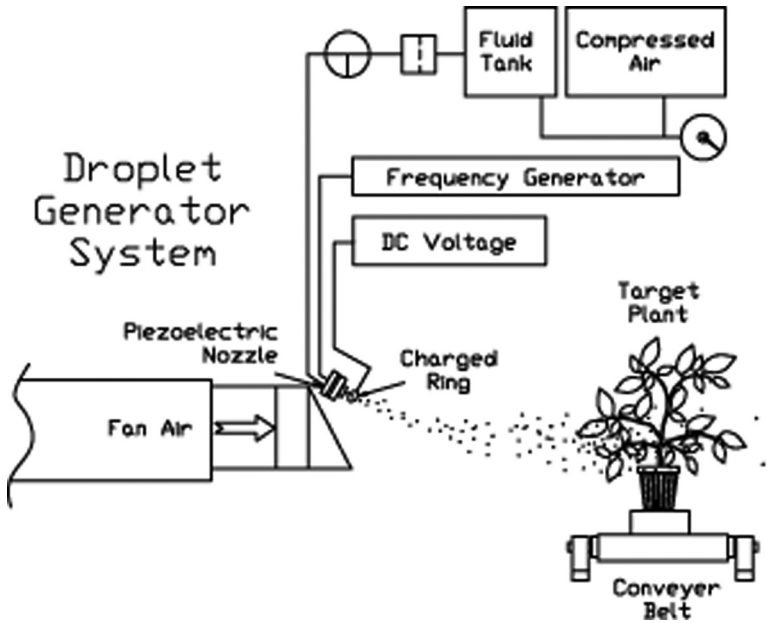 Fluid
Tank
Compressed
Air
Droplet
Generator
System
Frequency Generator
DC Voltage
Target
Plant
Piezoelectric
Nozzle
Charged
Ring
Fan Air
Conveyer
Belt